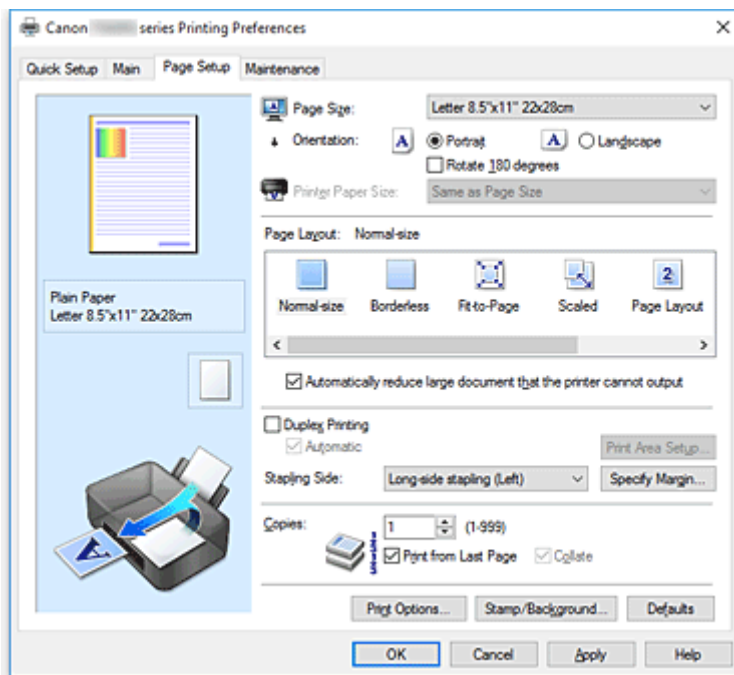 Canon series Printing Preferences
Quick Setup Main Page Setup Maintenance
Page Size: Letter 8.5"x11" 22x28cm
Orientation: A Portrait A Landscape
Rotate 180 degrees
Printer Paper Size: Same as Page Size
Page Layout: Normal-size
2
Normal-size Borderless Fit-to-Page Scaled Page Layout
Plain Paper
Letter 8.5"x11" 22x28cm
Automatically reduce large document that the printer cannot output
Duplex Printing
Automatic Print Area Setup...
Stapling Side: Long-side stapling (Left) Specify Margin...
Copies: 1 (1-999)
Print from Last Page Collate
A
Print Options... Stamp/Background... Defaults
OK Cancel Apply Help